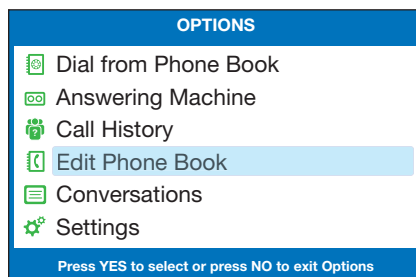 OPTIONS
Dial from Phone Book
Answering Machine
Call History
Edit Phone Book
Conversations
Settings
Press YES to select or press NO to exit Options